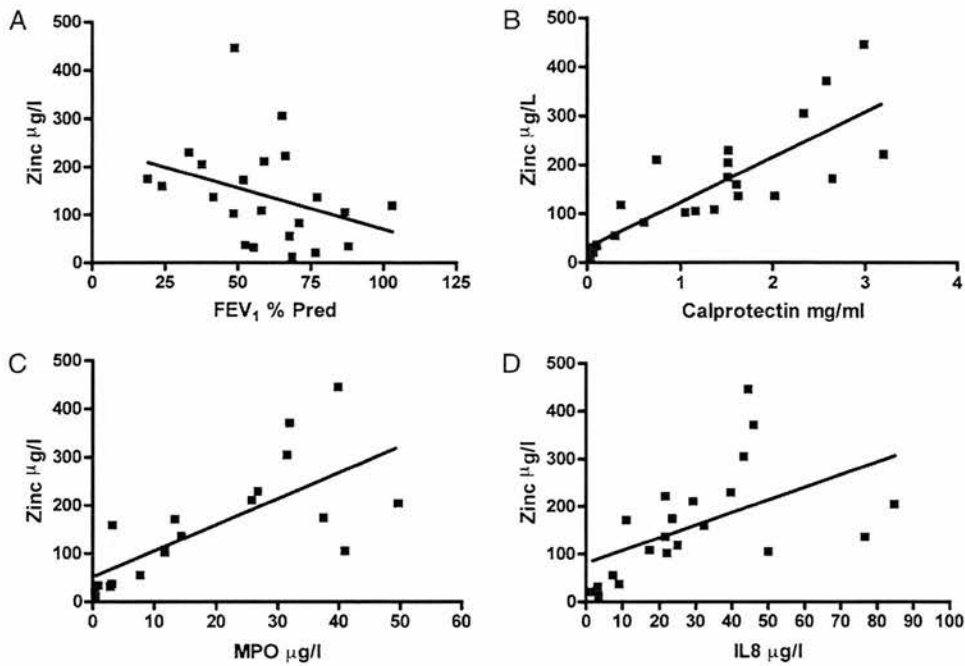 A
B
500
400
300
200
100
0
Zinc µg/l
0 25 50 75 100 125
FEV1 % Pred
500
400
300
200
100
0
Zinc µg/L
0 1 2 3 4
Calprotectin mg/ml
C
D
500
400
300
200
100
0
Zinc µg/l
0 10 20 30 40 50 60
MPO µg/l
500
400
300
200
100
0
Zinc µg/l
0 10 20 30 40 50 60 70 80 90 100
IL8 µg/l